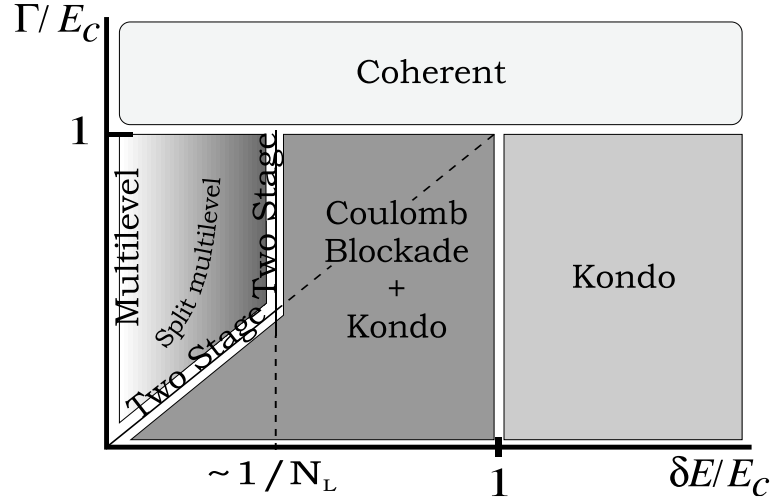 Γ/E_C
Coherent
1
Multilevel
Split multilevel
Two Stage
Two Stage
Coulomb
Blockade
+
Kondo
Kondo
~1/N_L
1
δE/E_C